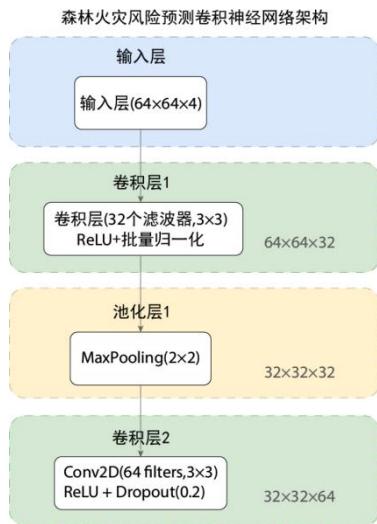 森林火灾风险预测卷积神经网络架构
输入层
输入层(64×64×4)
卷积层1
卷积层(32个滤波器,3×3)
ReLU+批量归一化
64×64×32
池化层1
MaxPooling(2×2)
32×32×32
卷积层2
Conv2D(64 filters,3×3)
ReLU + Dropout(0.2)
32×32×64